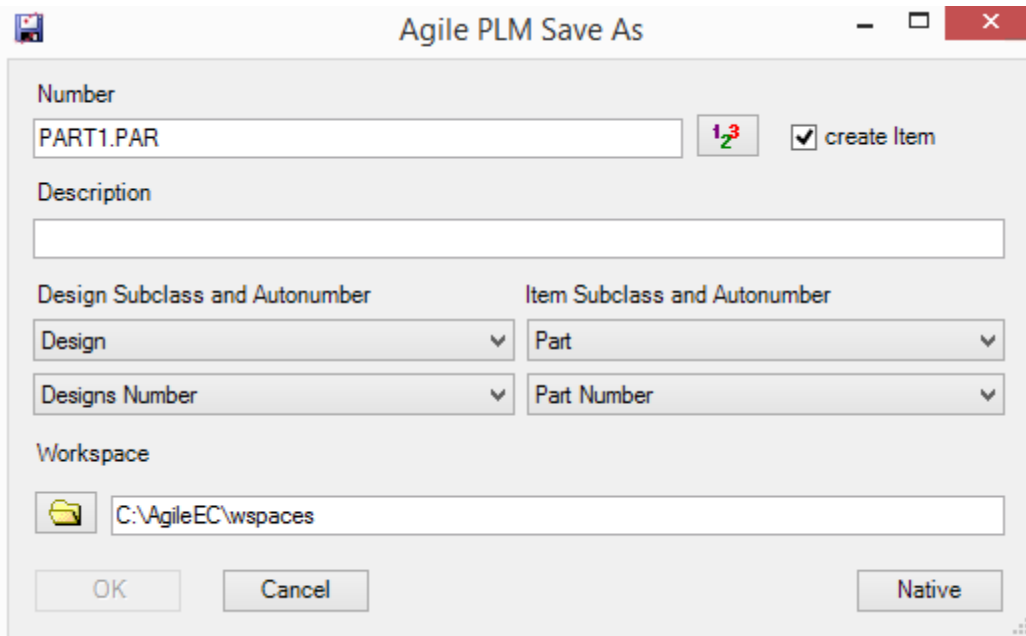 Agile PLM Save As
Number
PART1.PAR
123
create Item
Description
Design Subclass and Autonumber
Item Subclass and Autonumber
Design
Part
Designs Number
Part Number
Workspace
C:\AgileEC\wspaces
OK
Cancel
Native